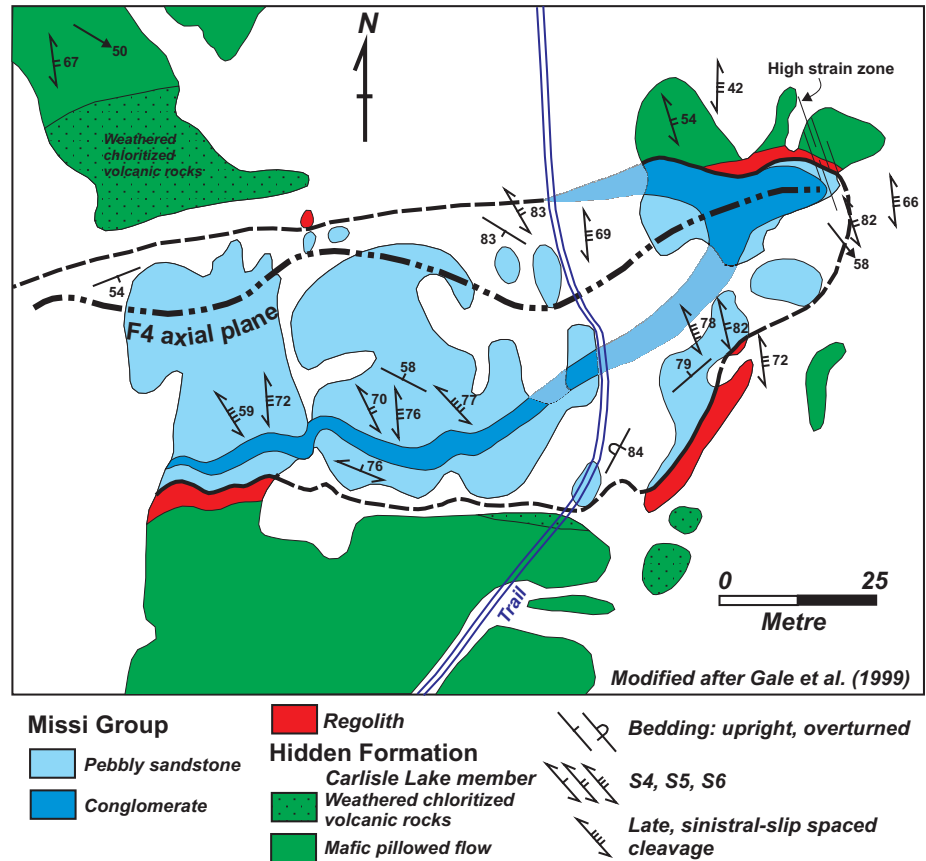 N
67
50
Weathered
chloritized
volcanic rocks
High strain zone
42
54
66
82
58
83
83
69
54
F4 axial plane
78
82
79
72
58
59
72
70
76
77
76
84
0 25
Metre
Trail
Modified after Gale et al. (1999)
Missi Group
Pebbly sandstone
Conglomerate
Regolith
Hidden Formation
Carlisle Lake member
Weathered chloritized
volcanic rocks
Mafic pillowed flow
Bedding: upright, overturned
S4, S5, S6
Late, sinistral-slip spaced
cleavage